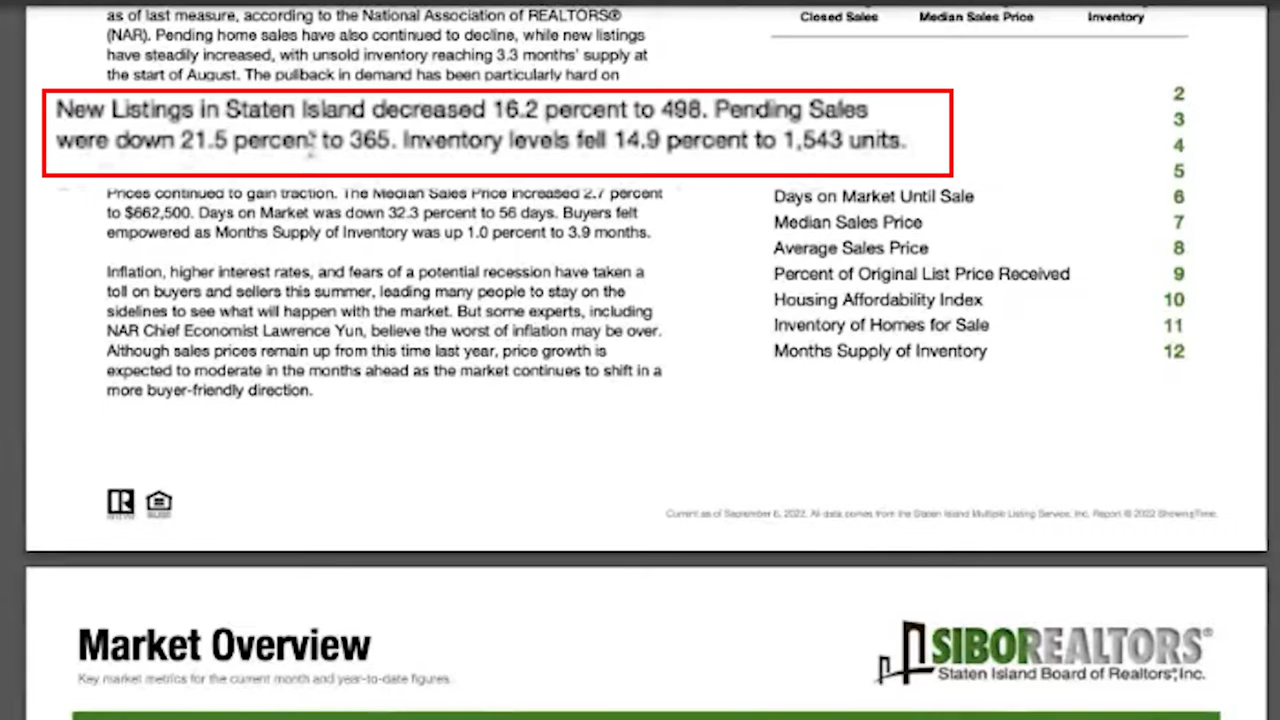 as of last measure, according to the National Association of REALTORS®
(NAR). Pending home sales have also continued to decline, while new listings
have steadily increased, with unsold inventory reaching 3.3 months' supply at
the start of August. The pullback in demand has been particularly hard on
New Listings in Staten Island decreased 16.2 percent to 498. Pending Sales
were down 21.5 percent to 365. Inventory levels fell 14.9 percent to 1,543 units.
Prices continued to gain traction. The Median Sales Price increased 2.7 percent
to $662,500. Days on Market was down 32.3 percent to 56 days. Buyers felt
empowered as Months Supply of Inventory was up 1.0 percent to 3.9 months.
Inflation, higher interest rates, and fears of a potential recession have taken a
toll on buyers and sellers this summer, leading many people to stay on the
sidelines to see what will happen with the market. But some experts, including
NAR Chief Economist Lawrence Yun, believe the worst of inflation may be over.
Although sales prices remain up from this time last year, price growth is
expected to moderate in the months ahead as the market continues to shift in a
more buyer-friendly direction.
Closed Sales Median Sales Price Inventory
2
3
4
5
Days on Market Until Sale 6
Median Sales Price 7
Average Sales Price 8
Percent of Original List Price Received 9
Housing Affordability Index 10
Inventory of Homes for Sale 11
Months Supply of Inventory 12
Current as of September 6, 2022. All data comes from the Staten Island Multiple Listing Service, Inc. Report © 2022 ShowingTime.
Market Overview
Key market metrics for the current month and year-to-date figures.
SIBOREALTORS®
Staten Island Board of Realtors®, Inc.